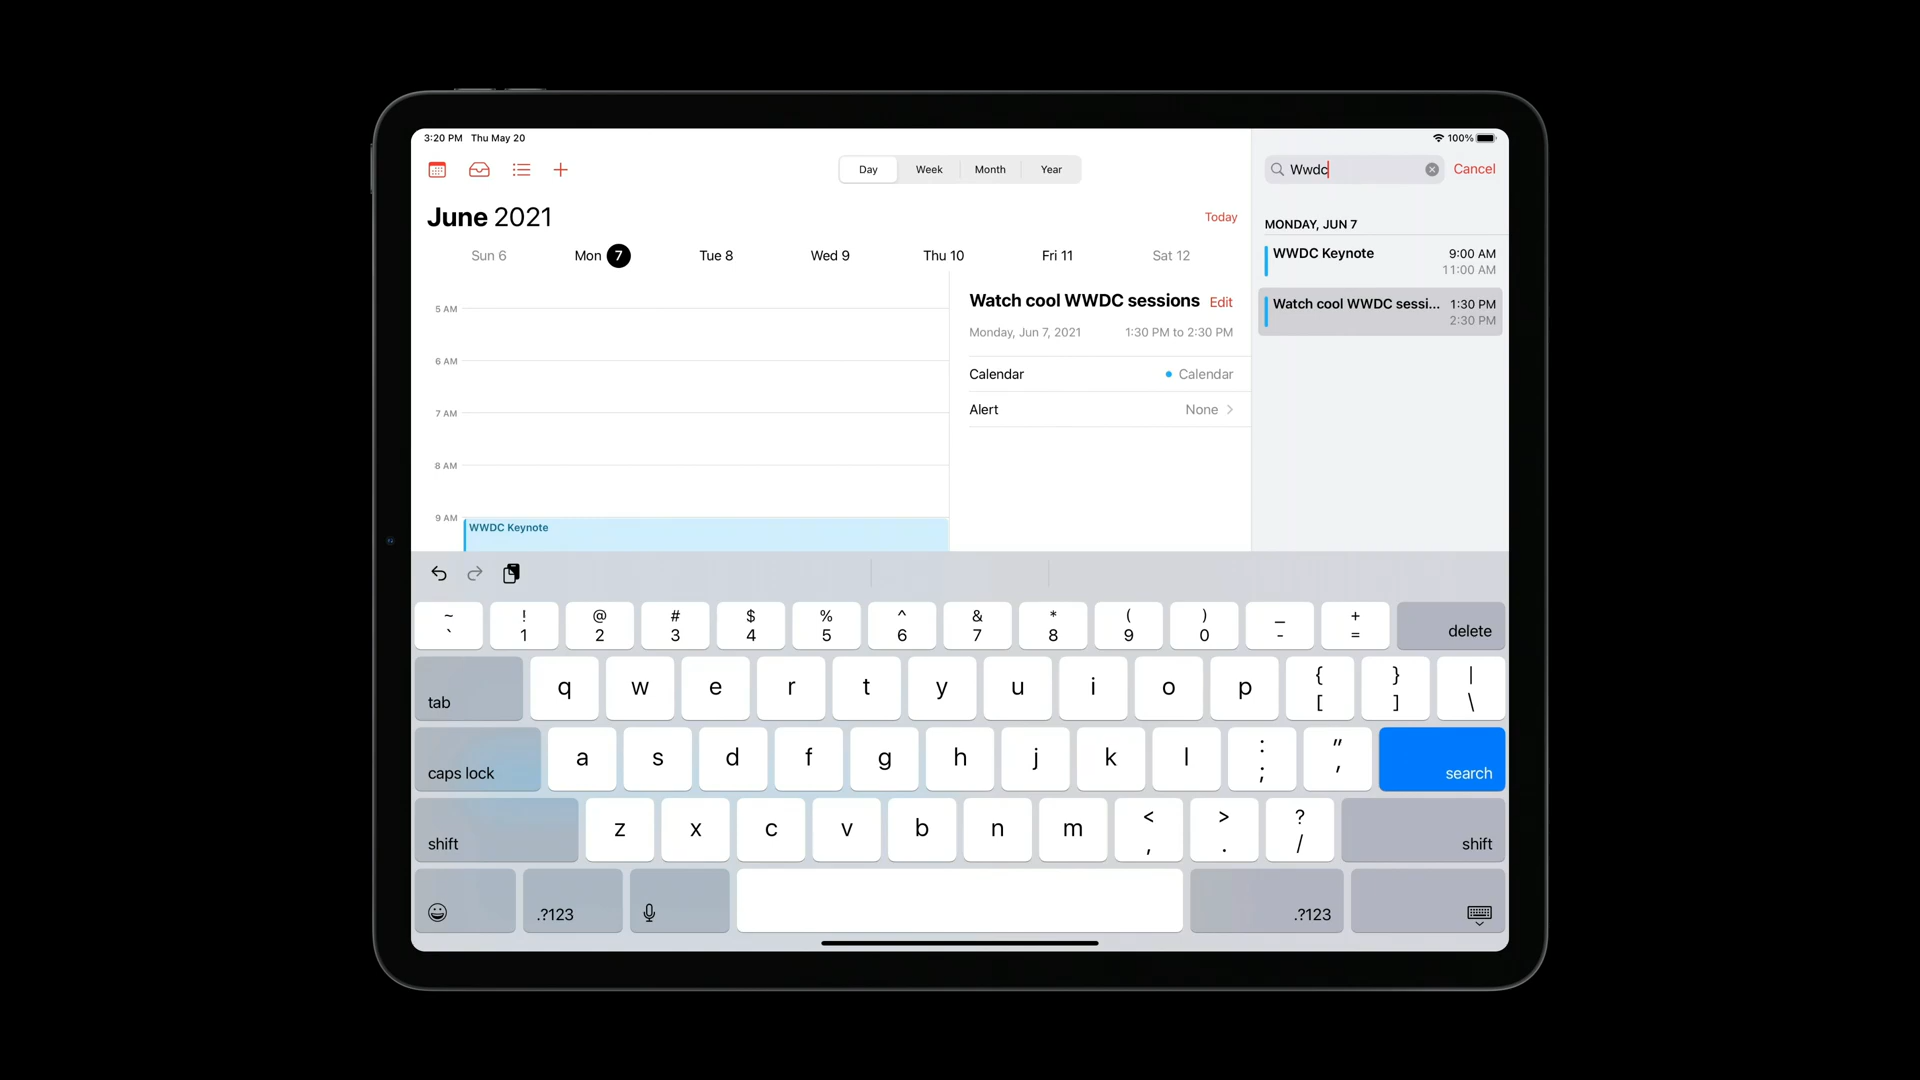 3:20 PM Thu May 20
100%
Day Week Month Year
Wwdc
Cancel
June 2021
Today
Sun 6 Mon 7 Tue 8 Wed 9 Thu 10 Fri 11 Sat 12
5 AM
6 AM
7 AM
8 AM
9 AM
WWDC Keynote
Watch cool WWDC sessions Edit
Monday, Jun 7, 2021 1:30 PM to 2:30 PM
Calendar Calendar
Alert None
MONDAY, JUN 7
WWDC Keynote 9:00 AM
11:00 AM
Watch cool WWDC sessi... 1:30 PM
2:30 PM
~ ! @ # $ % ^ & * ( ) _ +
` 1 2 3 4 5 6 7 8 9 0 - = delete
tab q w e r t y u i o p { [ } ] | \
caps lock a s d f g h j k l : ; " ' search
shift z x c v b n m < , > . ? / shift
.?123 .?123